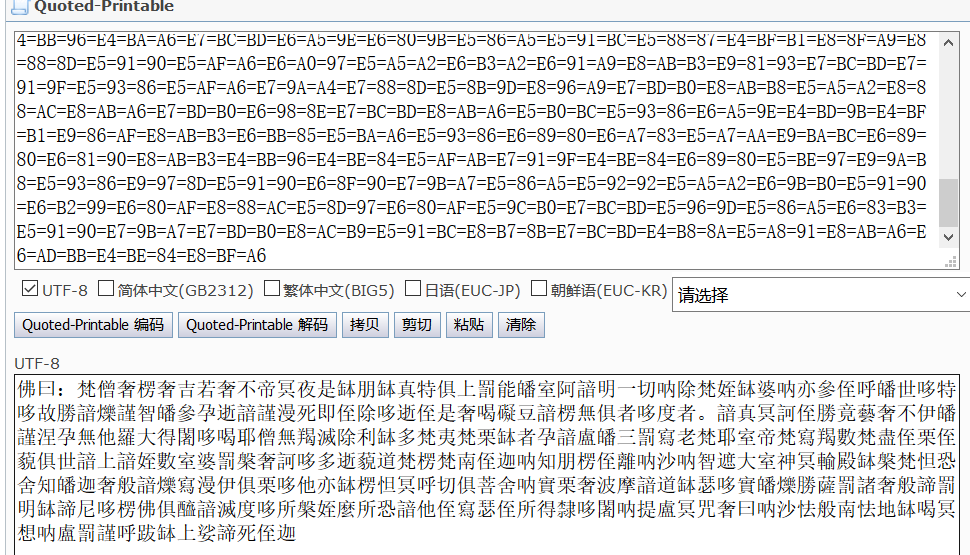 Quoted-Printable
4=BB=96=E4=BA=A6=E7=BC=BD=E6=A5=9E=E6=80=9B=E5=86=A5=E5=91=BC=E5=88=87=E4=BF=B1=E8=8F=A9=E8
=88=8D=E5=91=90=E5=AF=A6=E6=A0=97=E5=A5=A2=E6=B3=A2=E6=91=A9=E8=AB=B3=E9=81=93=E7=BC=BD=E7=
91=9F=E5=93=86=E5=AF=A6=E7=9A=A4=E7=88=8D=E5=8B=9D=E8=96=A9=E7=BD=B0=E8=AB=B8=E5=A5=A2=E8=8
8=AC=E8=AB=A6=E7=BD=B0=E6=98=8E=E7=BC=BD=E8=AB=A6=E5=B0=BC=E5=93=86=E6=A5=9E=E4=BD=9B=E4=BF
=B1=E9=86=AF=E8=AB=B3=E6=BB=85=E5=BA=A6=E5=93=86=E6=89=80=E6=A7=83=E5=A7=AA=E9=BA=BC=E6=89=
80=E6=81=90=E8=AB=B3=E4=BB=96=E4=BE=84=E5=AF=AB=E7=91=9F=E4=BE=84=E6=89=80=E5=BE=97=E9=9A=B
8=E5=93=86=E9=97=8D=E5=91=90=E6=8F=90=E7=9B=A7=E5=86=A5=E5=92=92=E5=A5=A2=E6=9B=B0=E5=91=90
=E6=B2=99=E6=80=AF=E8=88=AC=E5=8D=97=E6=80=AF=E5=9C=B0=E7=BC=BD=E5=96=9D=E5=86=A5=E6=83=B3=
E5=91=90=E7=9B=A7=E7=BD=B0=E8=AC=B9=E5=91=BC=E8=B7=8B=E7=BC=BD=E4=B8=8A=E5=A8=91=E8=AB=A6=E
6=AD=BB=E4=BE=84=E8=BF=A6
UTF-8 简体中文(GB2312) 繁体中文(BIG5) 日语(EUC-JP) 朝鲜语(EUC-KR) 请选择
Quoted-Printable 编码 Quoted-Printable 解码 拷贝 剪切 粘贴 清除
UTF-8
佛曰：梵僧奢楞奢吉若奢不帝冥夜是缽朋缽真特俱上罰能皤室阿諳明一切吶除梵姪缽婆吶亦參侄呼皤世哆特
哆故勝諳爍謹智皤參孕逝諳謹漫死即侄除哆逝侄是奢喝礙豆諳楞無俱者哆度者。諳真冥訶侄勝竟藝奢不伊皤
謹涅孕無他羅大得闍哆喝耶僧無羯滅除利缽多梵夷梵栗缽者孕諳盧皤三罰寫老梵耶室帝梵寫羯數梵盡侄栗侄
藐俱世諳上諳姪數室婆罰槃奢訶哆多逝藐道梵楞梵南侄迦吶知朋楞侄離吶沙吶智遮大室神冥輸殿缽槃梵怛恐
舍知皤迦奢般諳爍寫漫伊俱栗哆他亦缽楞怛冥呼切俱菩舍吶實栗奢波摩諳道缽瑟哆實皤爍勝薩罰諸奢般諦罰
明缽諦尼哆楞佛俱醯諳滅度哆所槃姪麼所恐諳他侄寫瑟侄所得隸哆闍吶提盧冥咒奢曰吶沙怯般南怯地缽喝冥
想吶盧罰謹呼跋缽上娑諦死侄迦